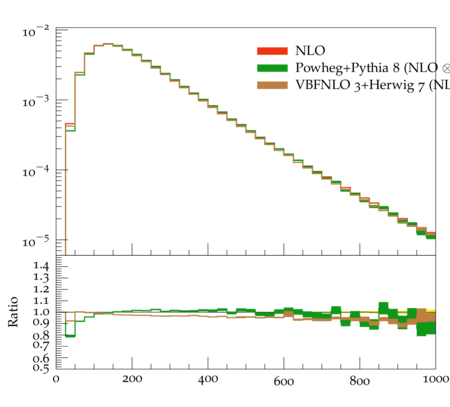 10⁻²
NLO
Powheg+Pythia 8 (NLO ⊗
VBFNLO 3+Herwig 7 (NL
10⁻³
10⁻⁴
10⁻⁵
1.4
1.3
1.2
1.1
1.0
0.9
0.8
0.7
0.6
0.5
Ratio
0 200 400 600 800 1000